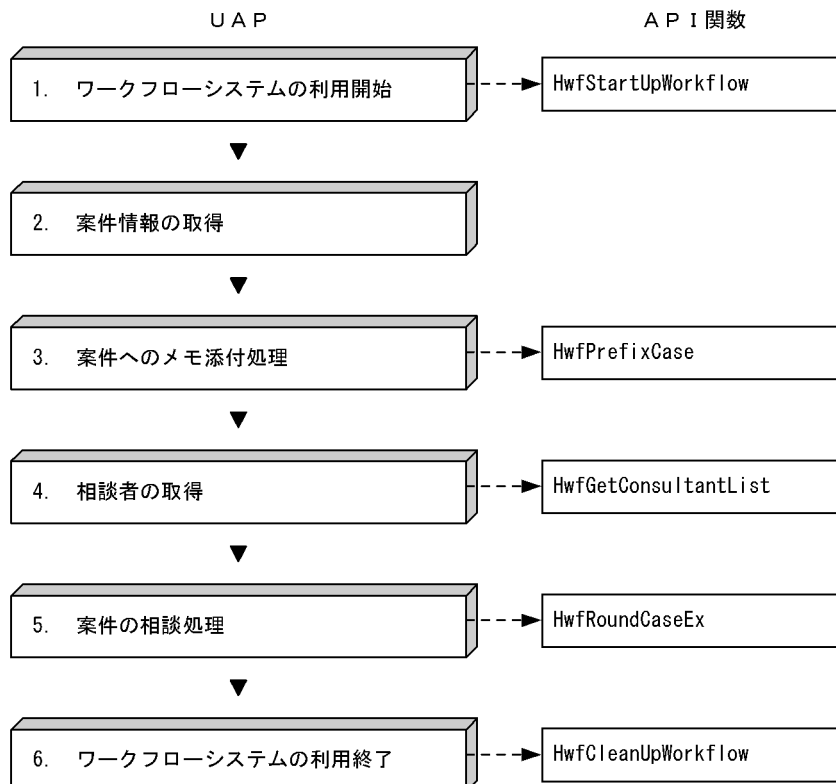 UAP API関数
1. ワークフローシステムの利用開始 HwfStartUpWorkflow
2. 案件情報の取得
3. 案件へのメモ添付処理 HwfPrefixCase
4. 相談者の取得 HwfGetConsultantList
5. 案件の相談処理 HwfRoundCaseEx
6. ワークフローシステムの利用終了 HwfCleanUpWorkflow